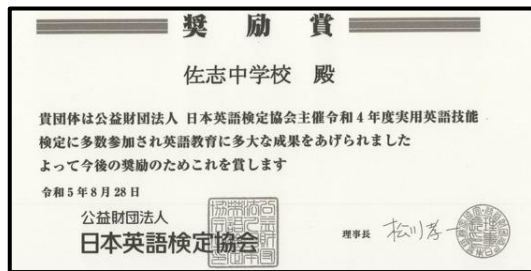 奨励賞
佐志中学校 殿
貴団体は公益財団法人 日本英語検定協会主催令和4年度実用英語技能
検定に多数参加され英語教育に多大な成果をあげられました
よって今後の奨励のためこれを賞します
令和5年8月28日
公益財団法人
日本英語検定協会
理事長 松川孝一